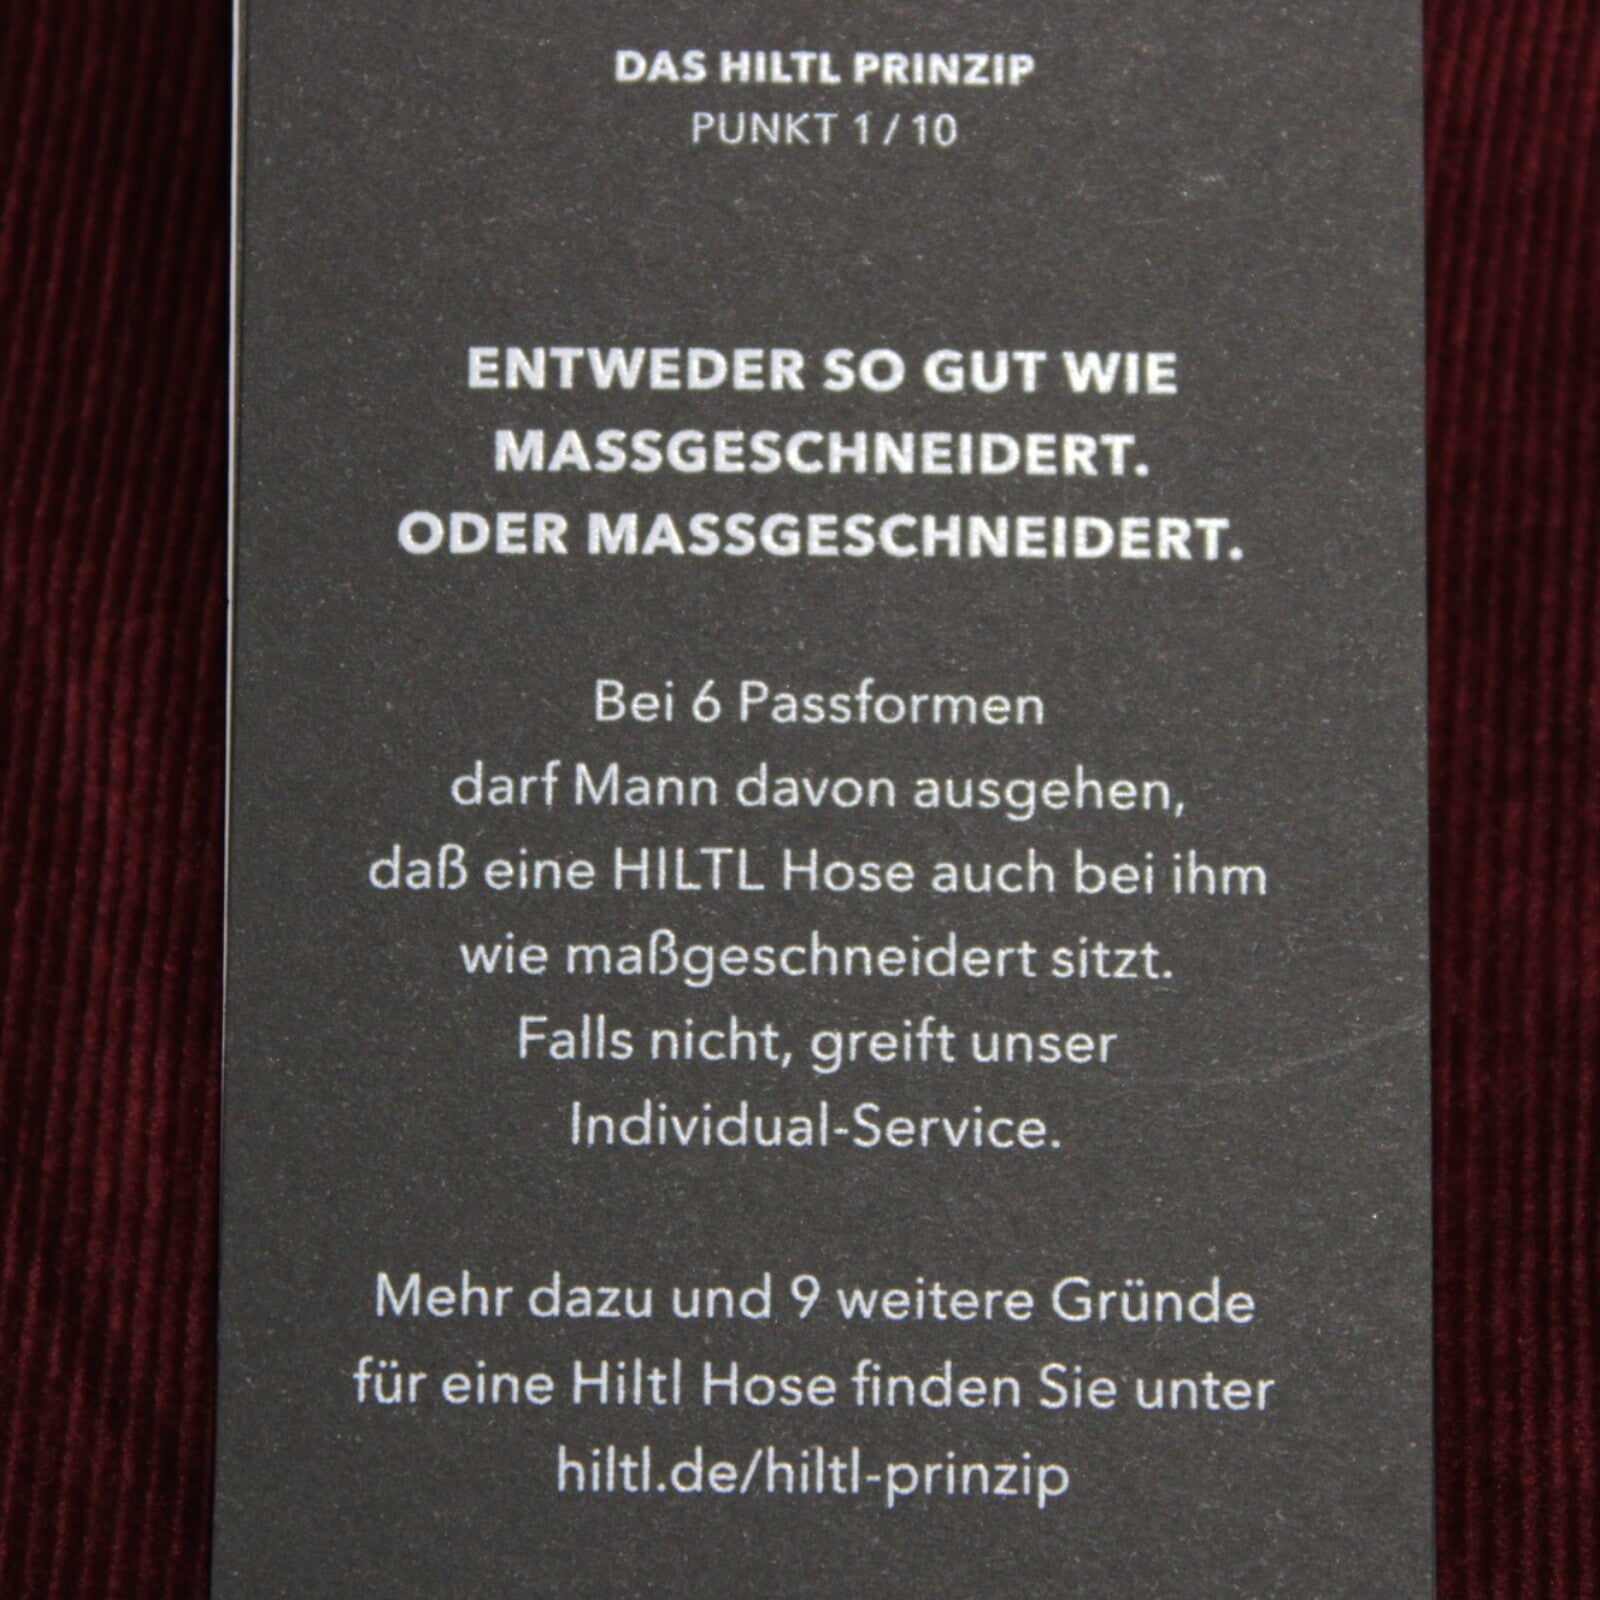 DAS HILTL PRINZIP
PUNKT 1 / 10
ENTWEDER SO GUT WIE
MASSGESCHNEIDERT.
ODER MASSGESCHNEIDERT.
Bei 6 Passformen
darf Mann davon ausgehen,
daß eine HILTL Hose auch bei ihm
wie maßgeschneidert sitzt.
Falls nicht, greift unser
Individual-Service.
Mehr dazu und 9 weitere Gründe
für eine Hiltl Hose finden Sie unter
hiltl.de/hiltl-prinzip